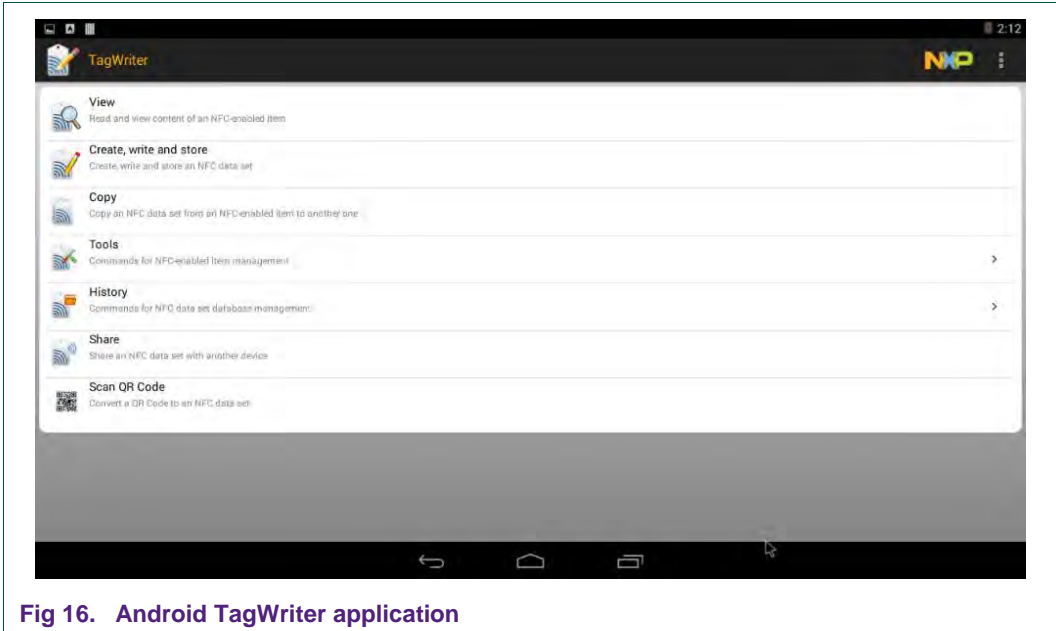 2:12
TagWriter
NXP
View
Read and view content of an NFC-enabled item
Create, write and store
Create, write and store an NFC data set
Copy
Copy an NFC data set from an NFC-enabled item to another one
Tools
Commands for NFC-enabled item management
History
Commands for NFC data set database management
Share
Share an NFC data set with another device
Scan QR Code
Convert a QR Code to an NFC data set
Fig 16. Android TagWriter application